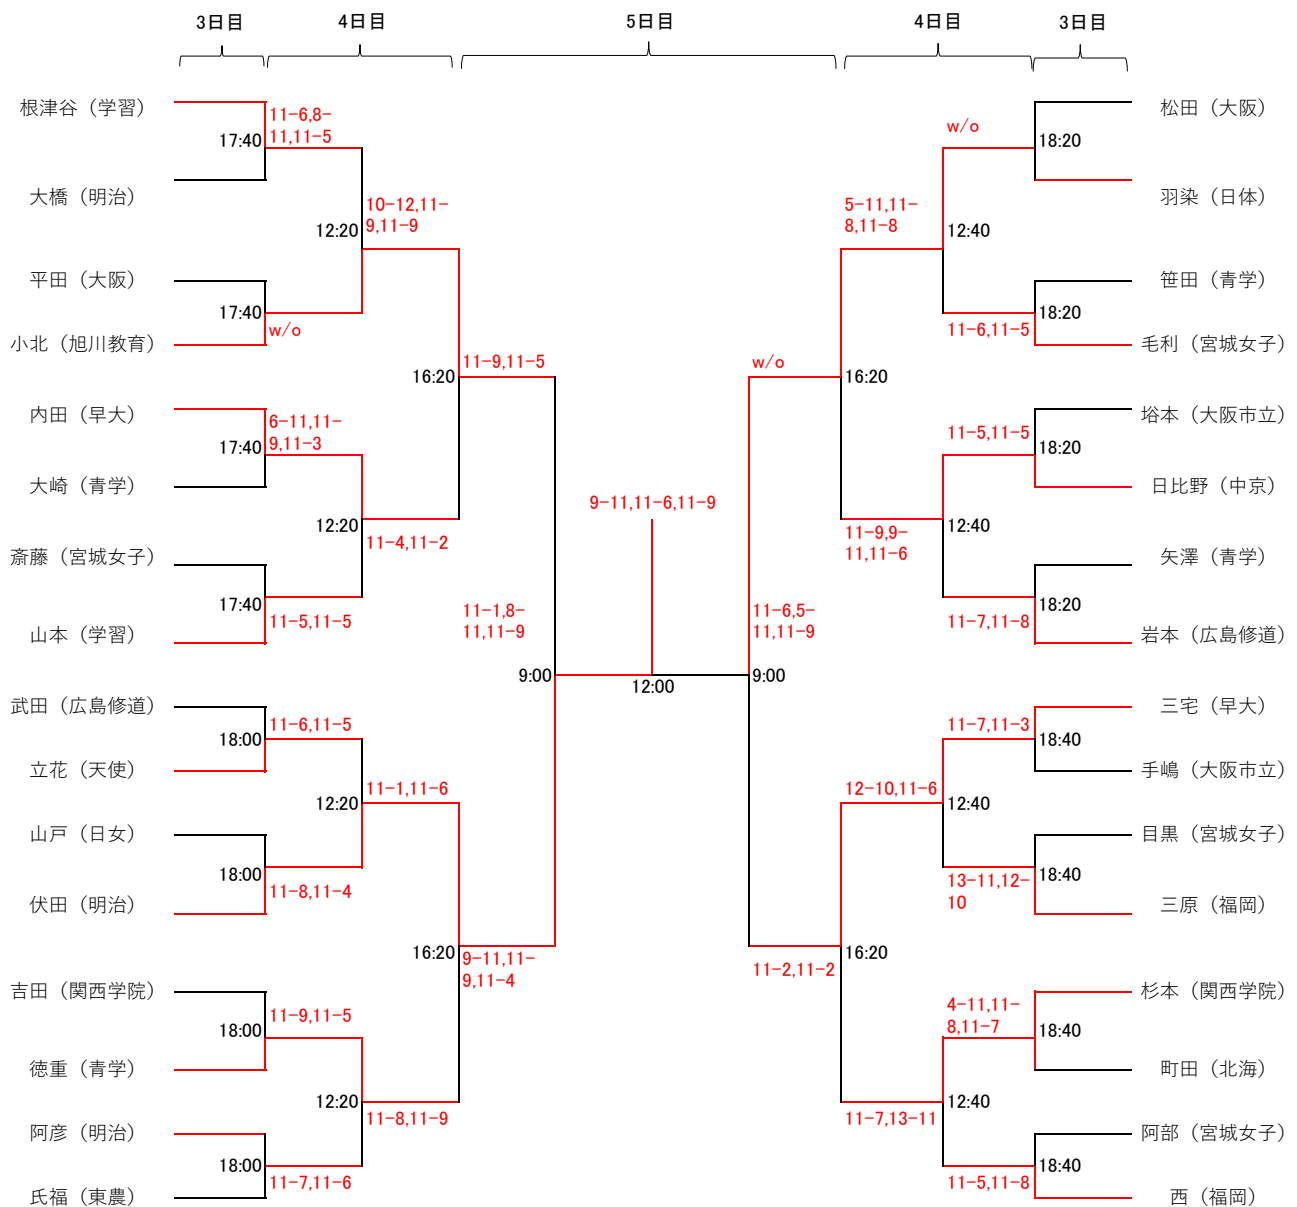 3日目 4日目 5日目 4日目 3日目
根津谷（学習）
11-6,8-
11,11-5
17:40
大橋（明治）
10-12,11-
9,11-9
12:20
平田（大阪）
17:40
w/o
小北（旭川教育）
11-9,11-5
16:20
内田（早大）
6-11,11-
9,11-3
17:40
大崎（青学）
12:20
11-4,11-2
斎藤（宮城女子）
17:40
11-5,11-5
山本（学習）
11-1,8-
11,11-9
9:00
武田（広島修道）
11-6,11-5
18:00
立花（天使）
11-1,11-6
12:20
山戸（日女）
18:00
11-8,11-4
伏田（明治）
16:20
9-11,11-
9,11-4
吉田（関西学院）
11-9,11-5
18:00
徳重（青学）
12:20
11-8,11-9
阿彦（明治）
18:00
11-7,11-6
氏福（東農）
9-11,11-6,11-9
12:00
松田（大阪）
w/o
18:20
羽染（日体）
5-11,11-
8,11-8
12:40
笹田（青学）
18:20
11-6,11-5
毛利（宮城女子）
w/o
16:20
塔本（大阪市立）
11-5,11-5
18:20
日比野（中京）
11-9,9-
11,11-6
12:40
矢澤（青学）
18:20
11-7,11-8
岩本（広島修道）
11-6,5-
11,11-9
9:00
三宅（早大）
11-7,11-3
18:40
手嶋（大阪市立）
12-10,11-6
12:40
目黒（宮城女子）
18:40
13-11,12-
10
三原（福岡）
16:20
11-2,11-2
杉本（関西学院）
4-11,11-
8,11-7
18:40
町田（北海）
11-7,13-11
12:40
阿部（宮城女子）
18:40
11-5,11-8
西（福岡）